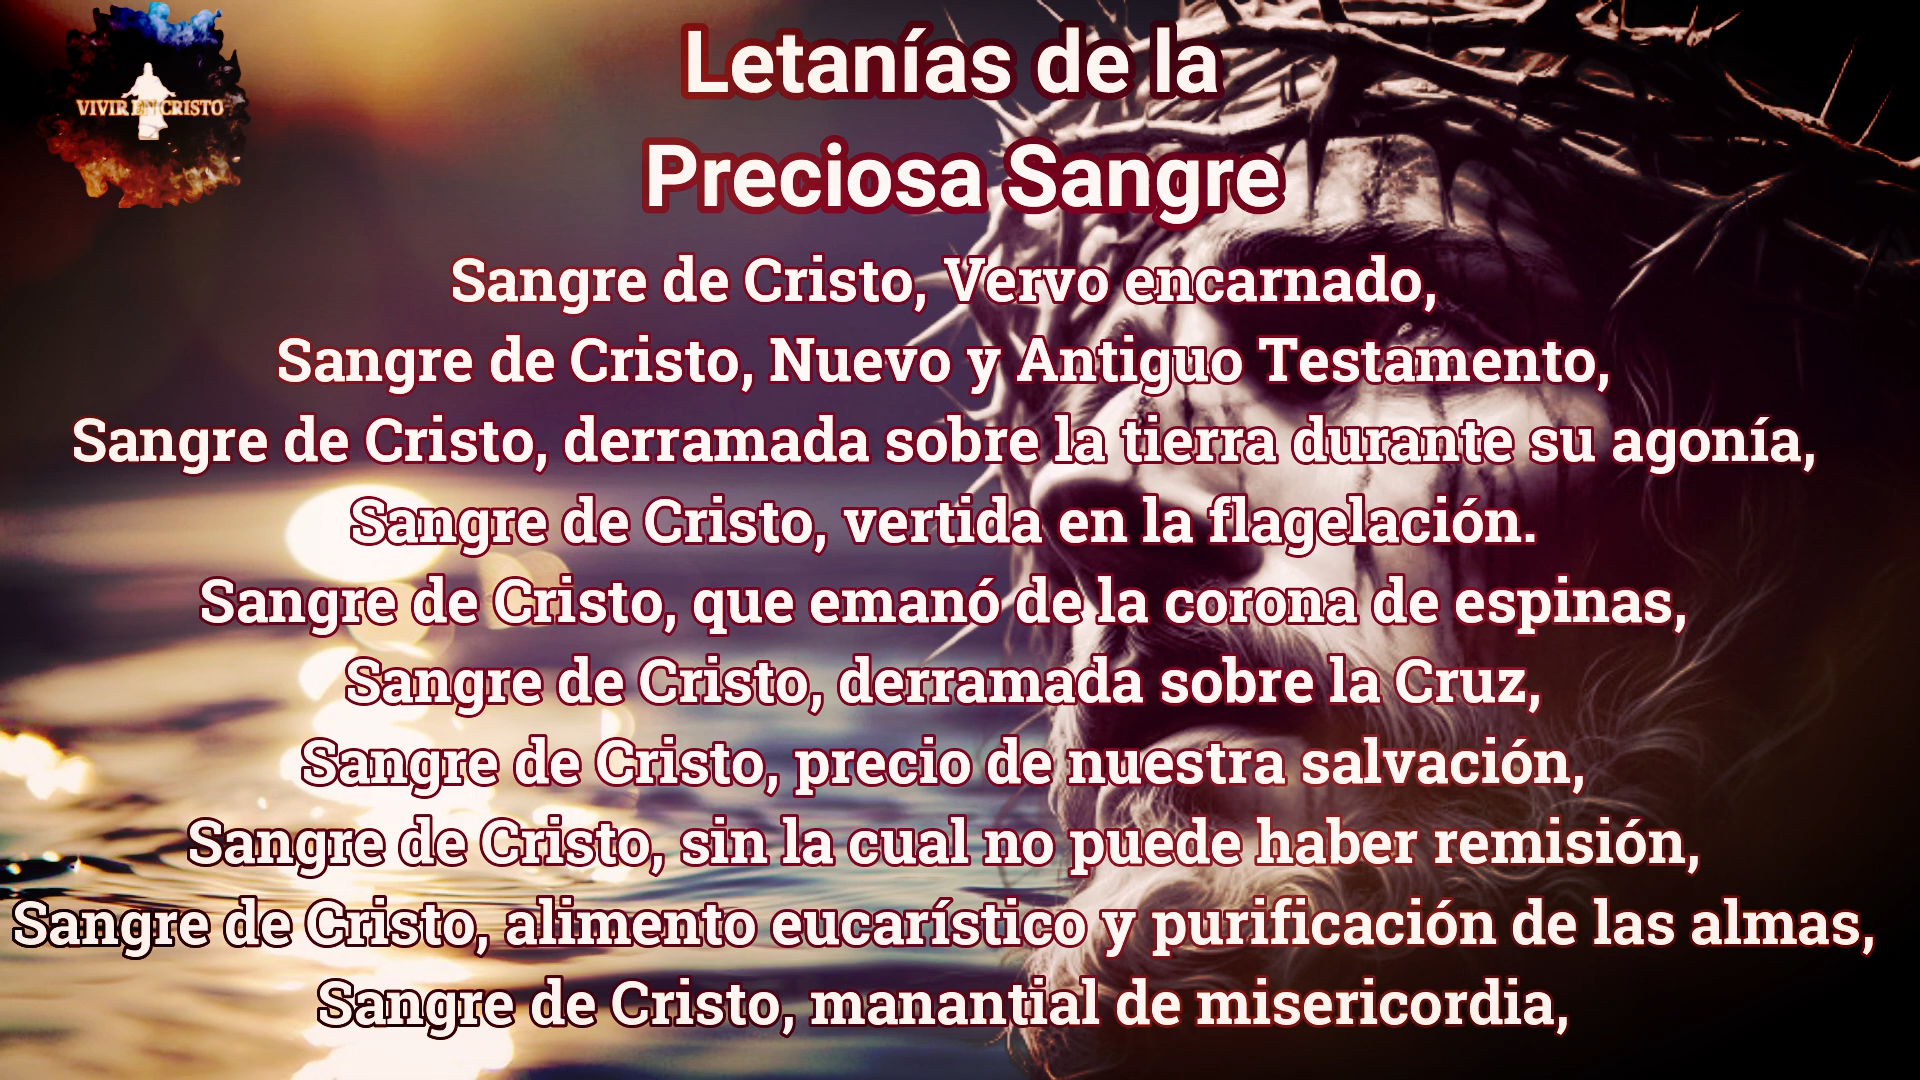 VIVIR EN CRISTO
Letanías de la
Preciosa Sangre
Sangre de Cristo, Vervo encarnado,
Sangre de Cristo, Nuevo y Antiguo Testamento,
Sangre de Cristo, derramada sobre la tierra durante su agonía,
Sangre de Cristo, vertida en la flagelación.
Sangre de Cristo, que emanó de la corona de espinas,
Sangre de Cristo, derramada sobre la Cruz,
Sangre de Cristo, precio de nuestra salvación,
Sangre de Cristo, sin la cual no puede haber remisión,
Sangre de Cristo, alimento eucarístico y purificación de las almas,
Sangre de Cristo, manantial de misericordia,